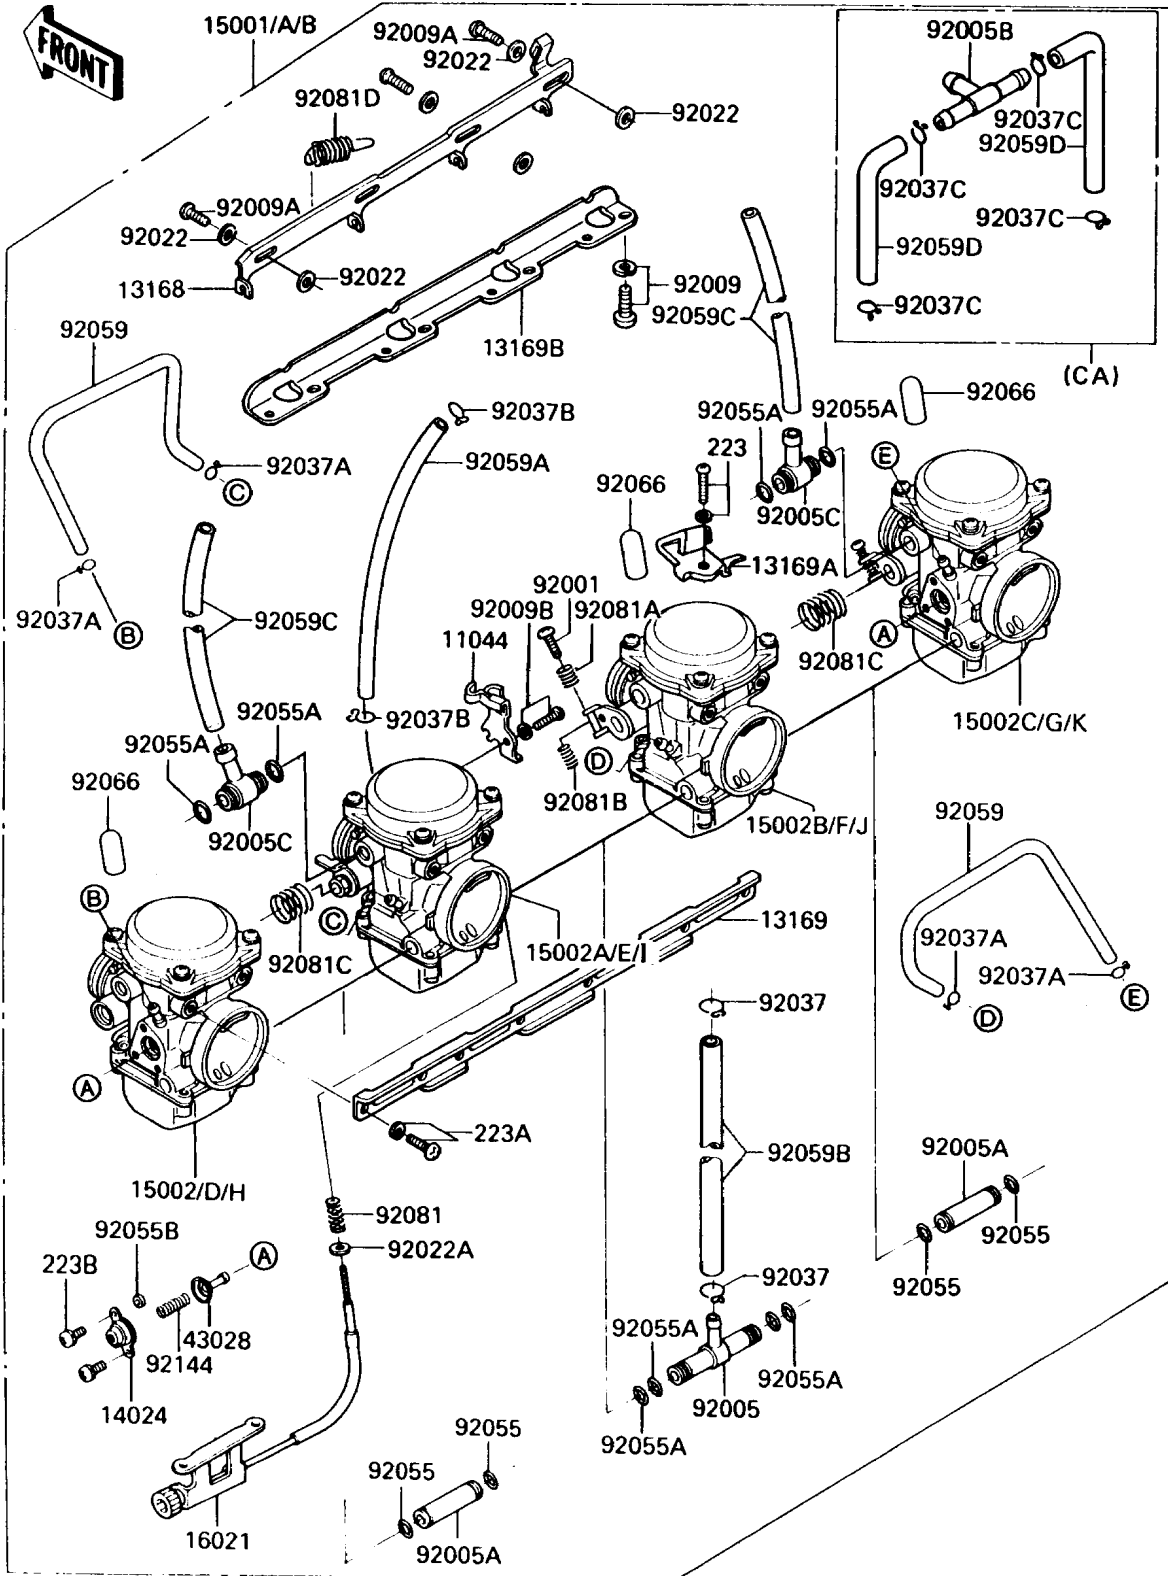 FRONT
15001/A/B
92009A
92022
92081D
92022
92005B
92037C
92059D
92037C
92037C
92059D
92037C
(CA)
92009A
92022
92022
13168
92009
92059C
13169B
92059
92037B
92059A
92037A
C
92055A
92055A
92066
E
223
92066
92005C
13169A
92037A
B
92059C
92001
92009B
92081A
11044
A
92081C
15002C/G/K
92055A
92037B
92055A
92066
92005C
D
92081B
15002B/F/J
92059
B
C
92081C
15002A/E/I
13169
92037A
92037A
E
D
92037
A
223A
92059B
92005A
15002/D/H
92081
92055B
92022A
A
223B
92055
92055
92037
43028
92144
92055A
92055A
14024
92005
92055A
92055
92055
16021
92005A